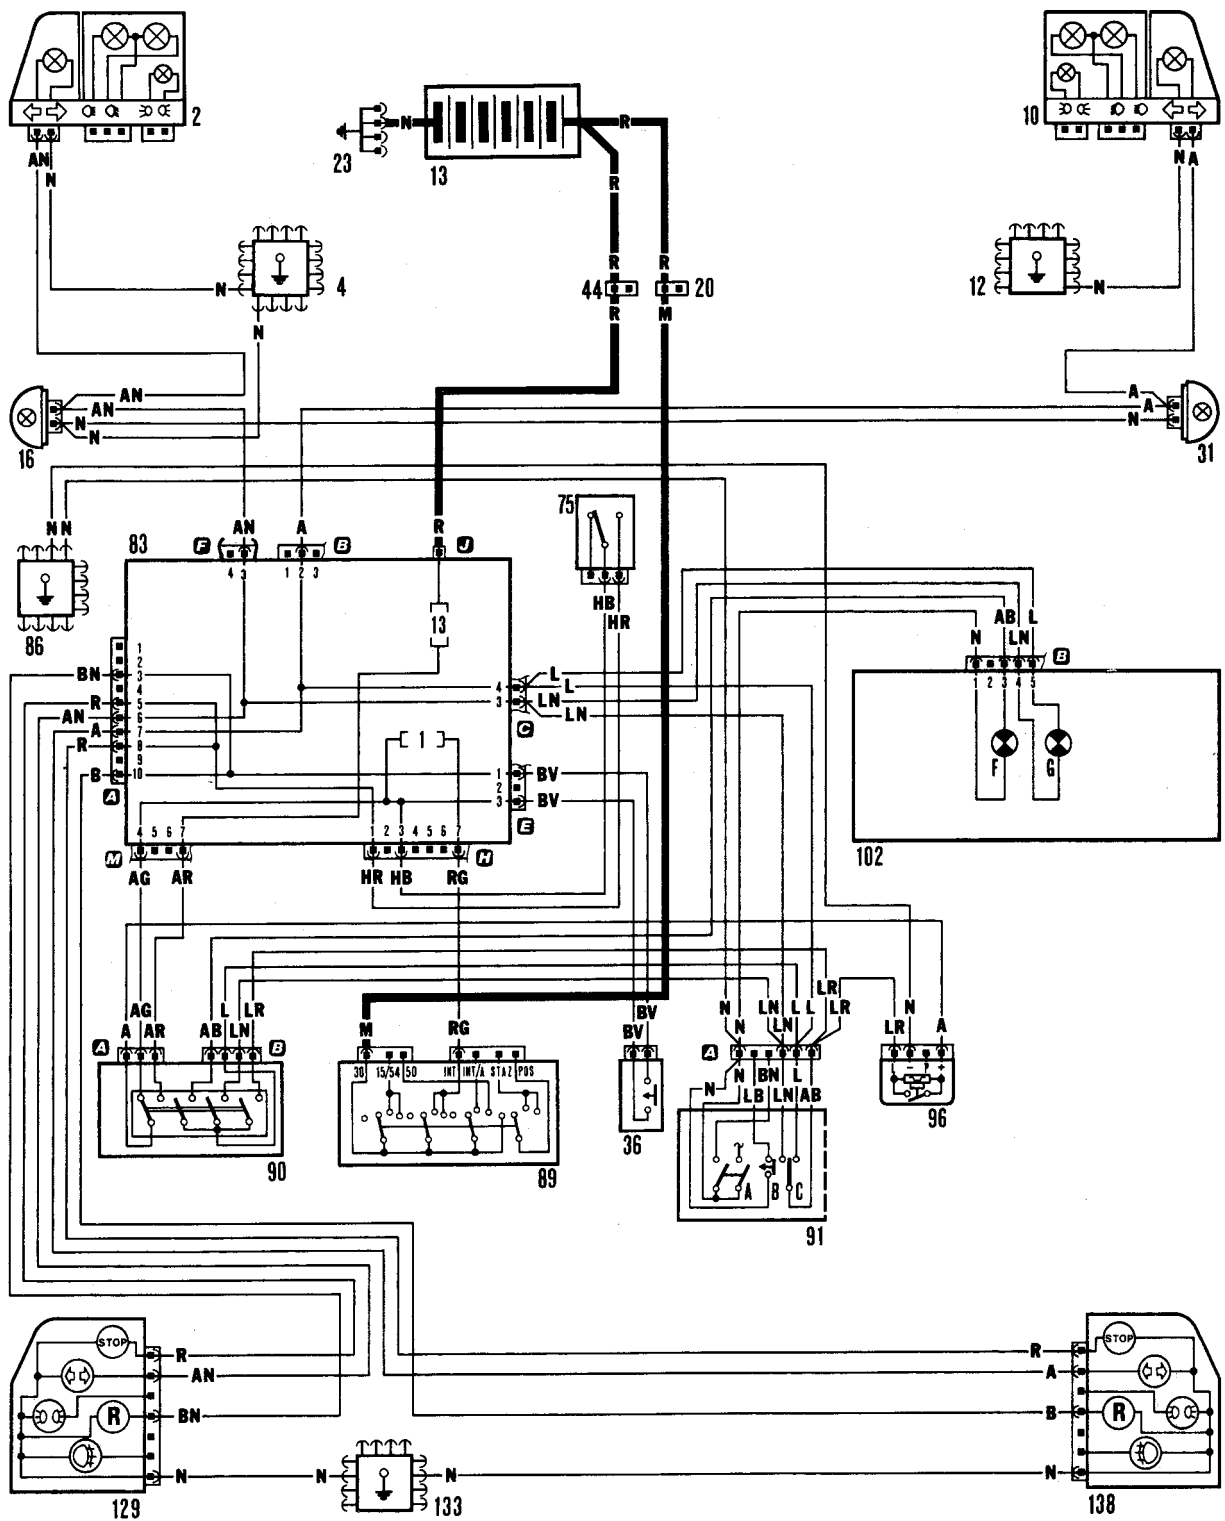 2
10
AN
N
N A
23
N
13
R
R
R R
44
20
R M
4
N
N
12
N
AN
AN
N
N
16
A
A
N
31
N N
86
83
F
AN
4 3
A
B
1 2 3
R
J
13
75
HB
HR
BN
R
AN
A
R
B
A
1
2
3
4
5
6
7
8
9
10
4
3
L
L
LN
LN
C
1
1
2
3
BV
BV
E
4 5 6 7
M
AG
AR
1 2 3 4 5 6 7
H
HR HB
RG
N
AB
LN
L
B
1 2 3 4 5
F
G
102
A
A
AG
AR
AB
L
LN
LR
B
90
M
RG
30 15/54 50 INT INT/A STAZ POS
89
BV
BV
36
N
N
LN
LN
L
L
LR
LR
A
N
N
LB
BN
LN
L
AB
A
B
C
91
LR
N
A
- P +
96
STOP
R
AN
R
BN
N
129
N
N
133
R
A
B
N
STOP
R
138